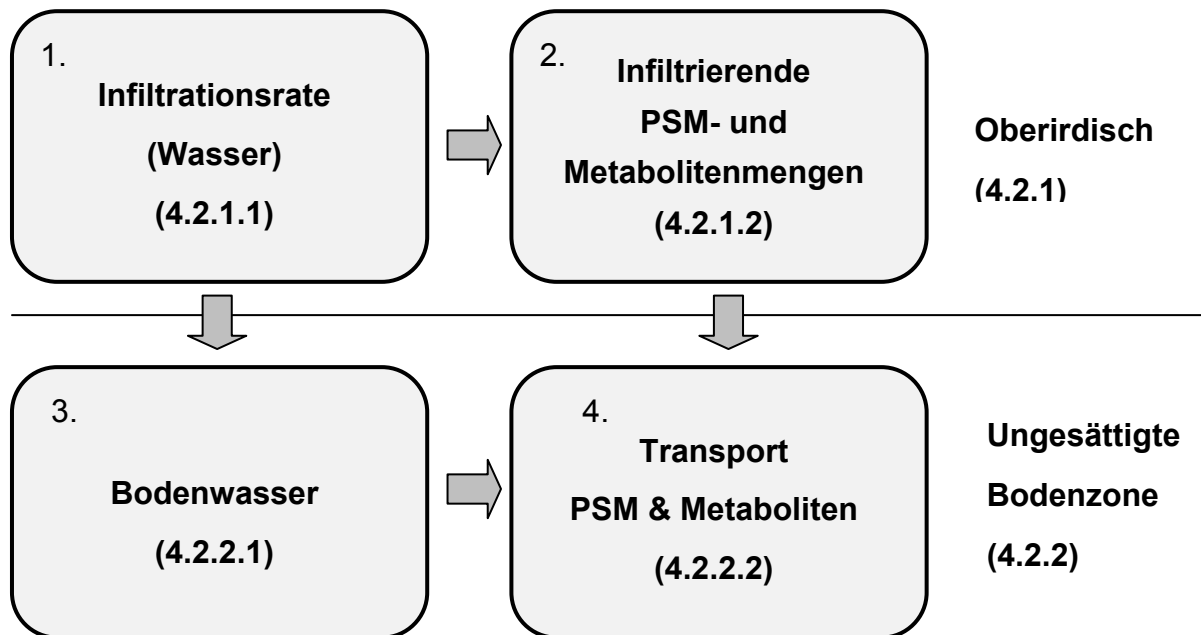 1.
Infiltrationsrate
(Wasser)
(4.2.1.1)
2.
Infiltrierende
PSM- und
Metabolitenmengen
(4.2.1.2)
Oberirdisch
(4.2.1)
3.
Bodenwasser
(4.2.2.1)
4.
Transport
PSM & Metaboliten
(4.2.2.2)
Ungesättigte
Bodenzone
(4.2.2)